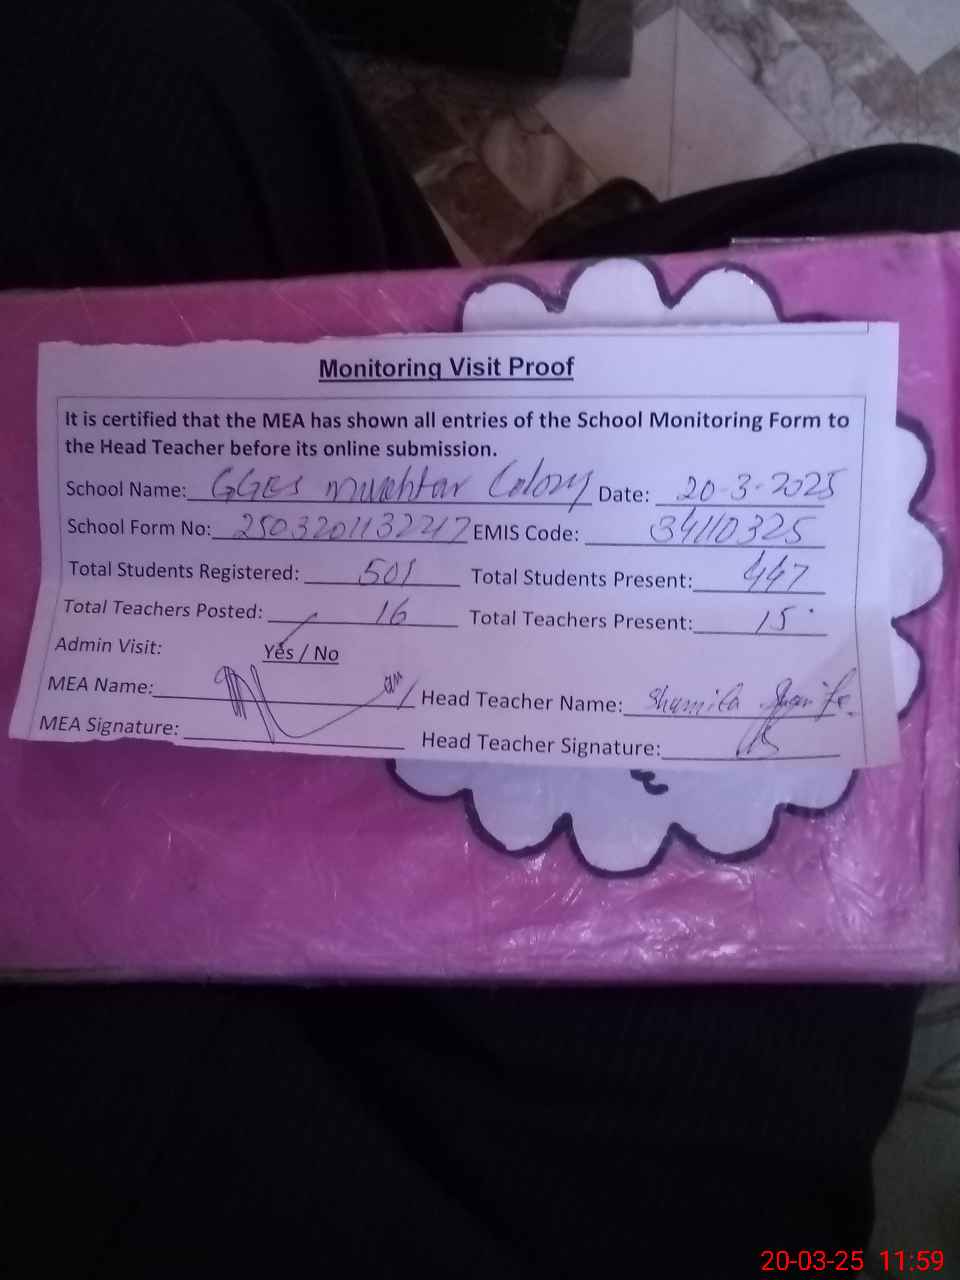 Monitoring Visit Proof
It is certified that the MEA has shown all entries of the School Monitoring Form to
the Head Teacher before its online submission.
School Name: GGES Mukhtar Colony Date: 20-3-2025
School Form No: 2503201132247 EMIS Code: 34110325
Total Students Registered: 501 Total Students Present: 447
Total Teachers Posted: 16 Total Teachers Present: 15
Admin Visit: Yes / No
MEA Name: Head Teacher Name: Shamila
MEA Signature: Head Teacher Signature:
20-03-25 11:59